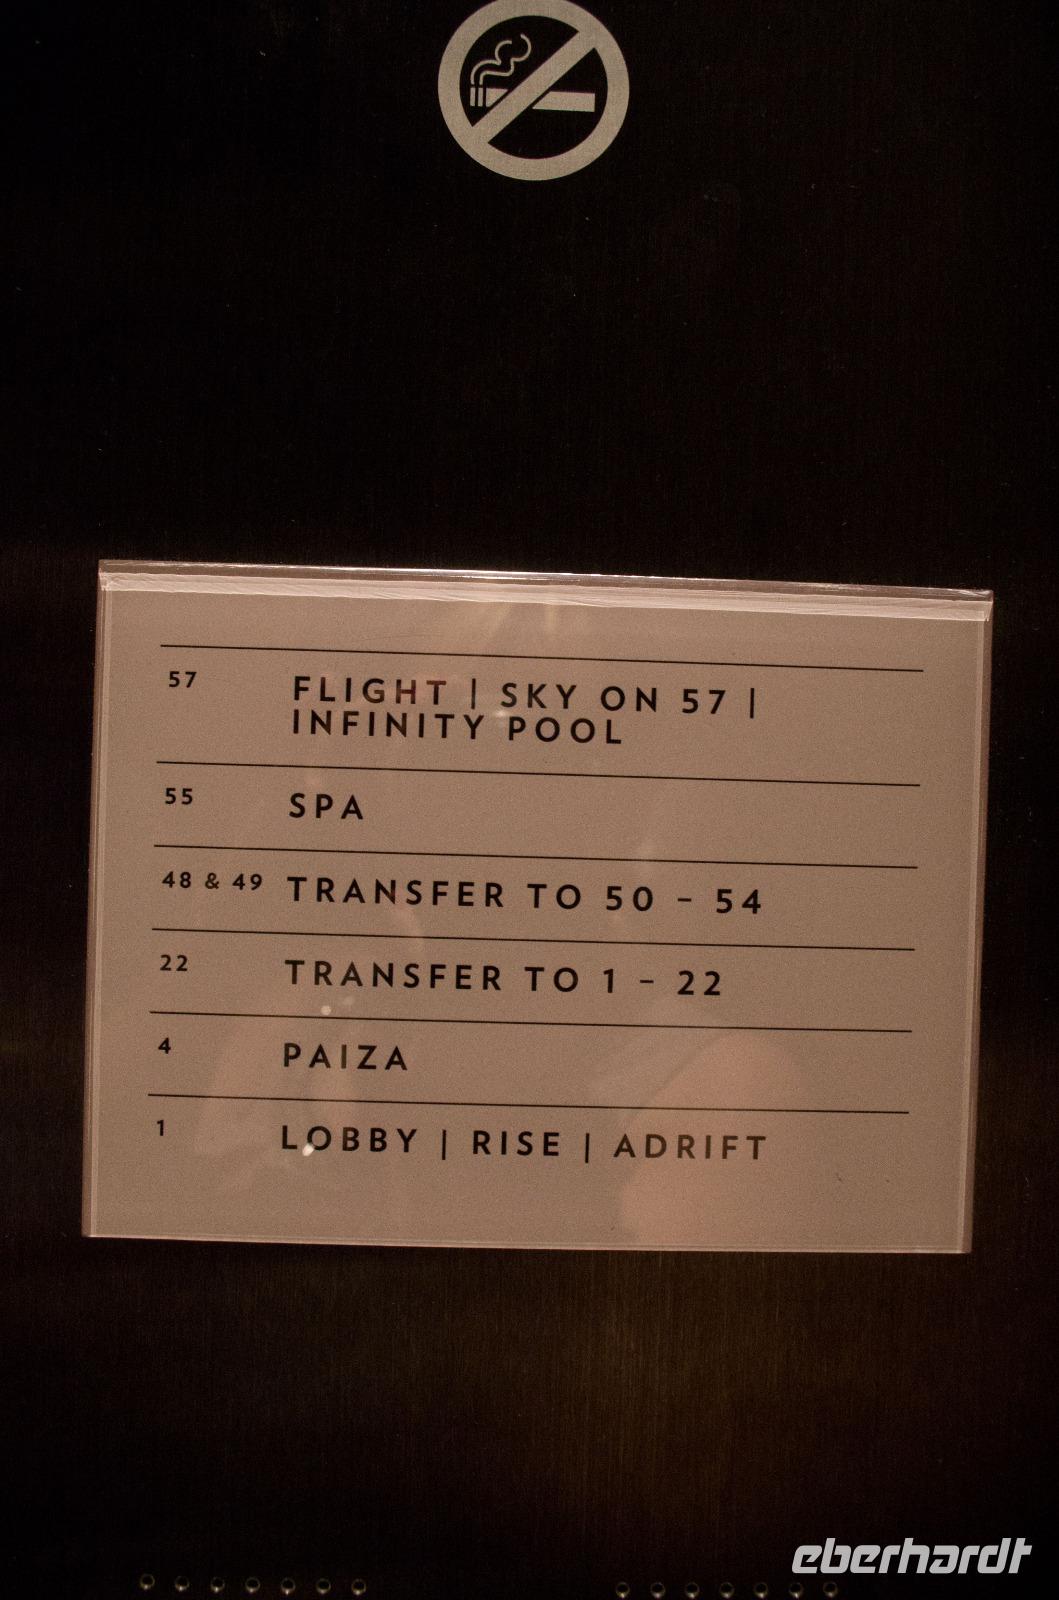 57 FLIGHT | SKY ON 57 |
INFINITY POOL
55 SPA
48 & 49 TRANSFER TO 50 – 54
22 TRANSFER TO 1 – 22
4 PAIZA
1 LOBBY | RISE | ADRIFT
eberhardt